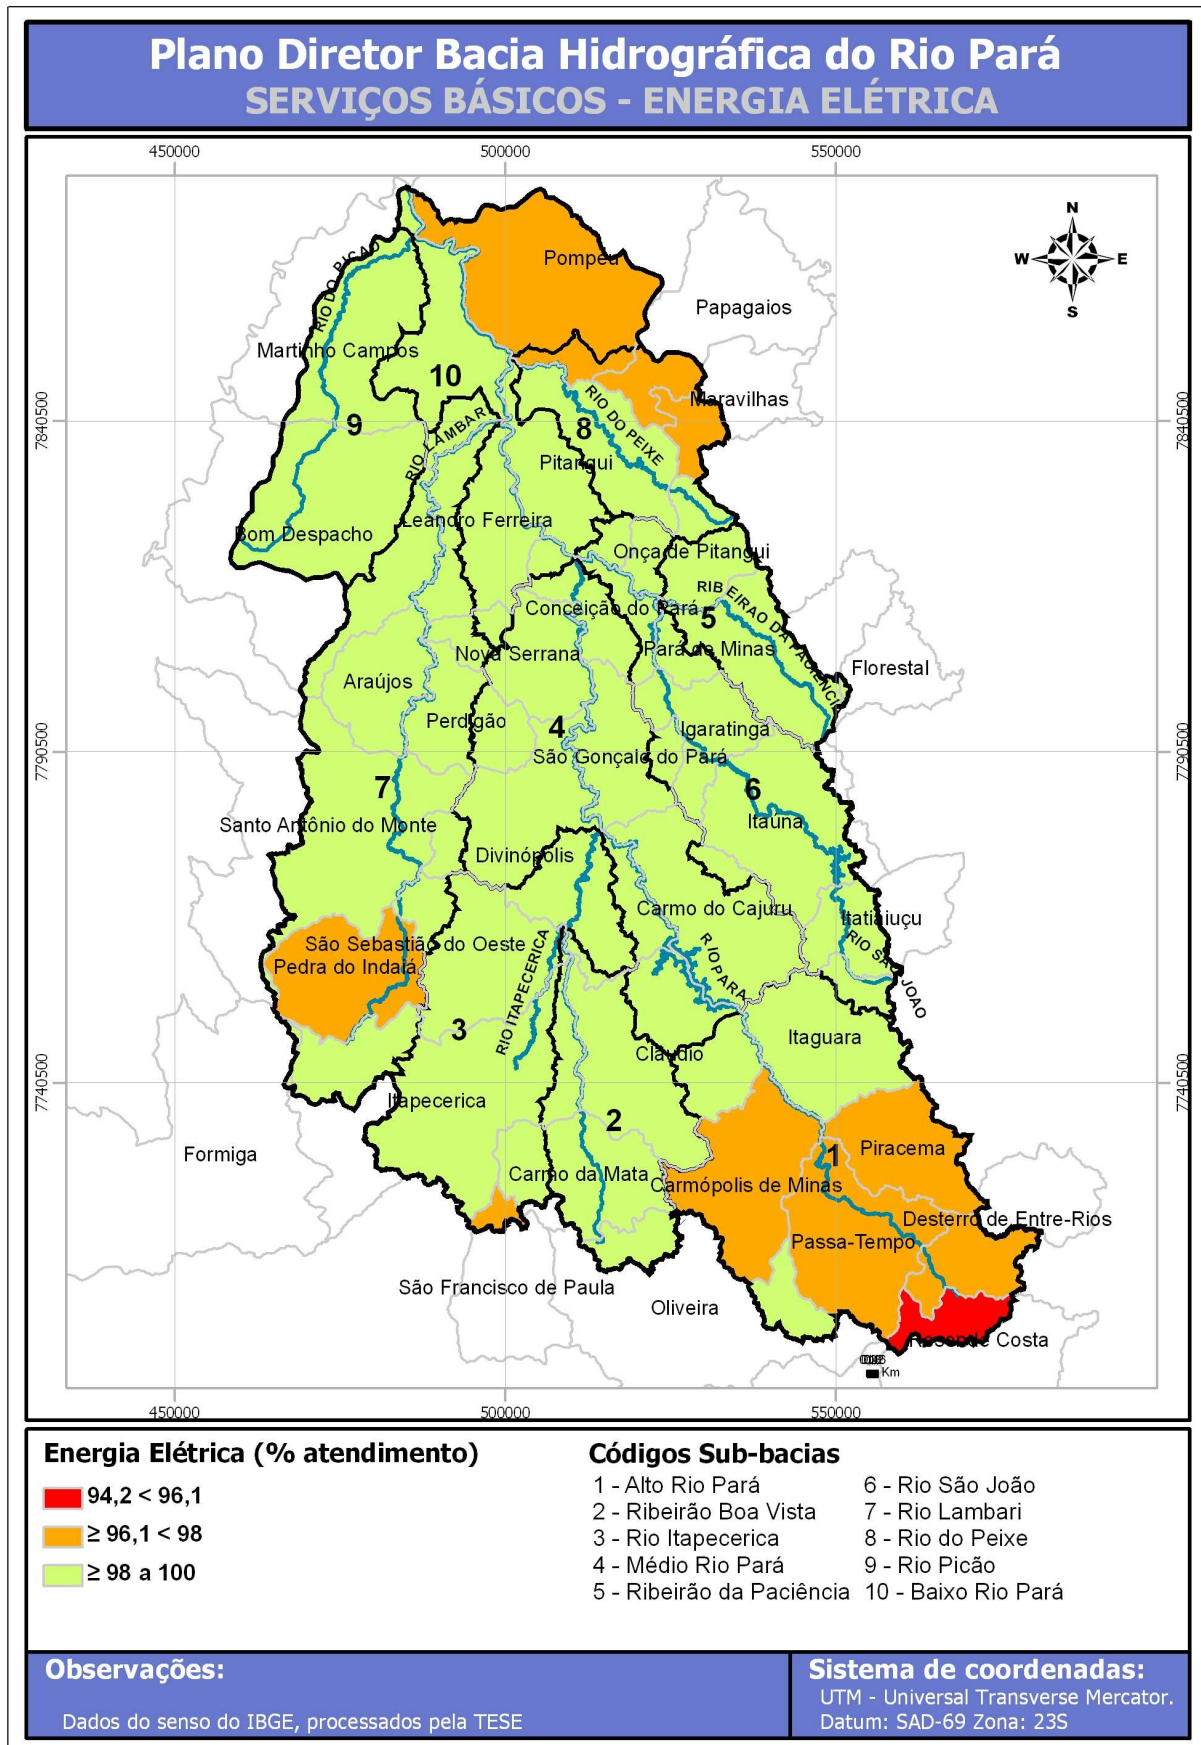 Plano Diretor Bacia Hidrográfica do Rio Pará
SERVIÇOS BÁSICOS - ENERGIA ELÉTRICA
450000
500000
550000
N
W
E
S
Pompéu
Papagaios
RIO DO PICAO
Martinho Campos
10
Maravilhas
7840500
7840500
9
8
RIO LAMBARI
RIO DO PEIXE
Pitangui
Leandro Ferreira
Bom Despacho
Onça de Pitangui
RIB EIRAO DA PACIENCIA
Conceição do Pará
5
Nova Serrana
Pará de Minas
Florestal
Araújos
Perdigão
4
Igaratinga
7790500
7790500
São Gonçalo do Pará
7
6
Santo Antônio do Monte
Itaúna
Divinópolis
Carmo do Cajuru
Itatiaiuçu
São Sebastião do Oeste
Pedra do Indaiá
RIO ITAPECERICA
RIO PARA
RIO SAO JOAO
3
Itaguara
Cláudio
7740500
7740500
Itapecerica
2
Formiga
Piracema
1
Carmo da Mata
Carmópolis de Minas
Desterro de Entre-Rios
Passa-Tempo
São Francisco de Paula
Oliveira
Resende Costa
Km
450000
500000
550000
Energia Elétrica (% atendimento)
94,2 < 96,1
≥ 96,1 < 98
≥ 98 a 100
Códigos Sub-bacias
1 - Alto Rio Pará
2 - Ribeirão Boa Vista
3 - Rio Itapecerica
4 - Médio Rio Pará
5 - Ribeirão da Paciência
6 - Rio São João
7 - Rio Lambari
8 - Rio do Peixe
9 - Rio Picão
10 - Baixo Rio Pará
Observações:
Dados do senso do IBGE, processados pela TESE
Sistema de coordenadas:
UTM - Universal Transverse Mercator.
Datum: SAD-69 Zona: 23S